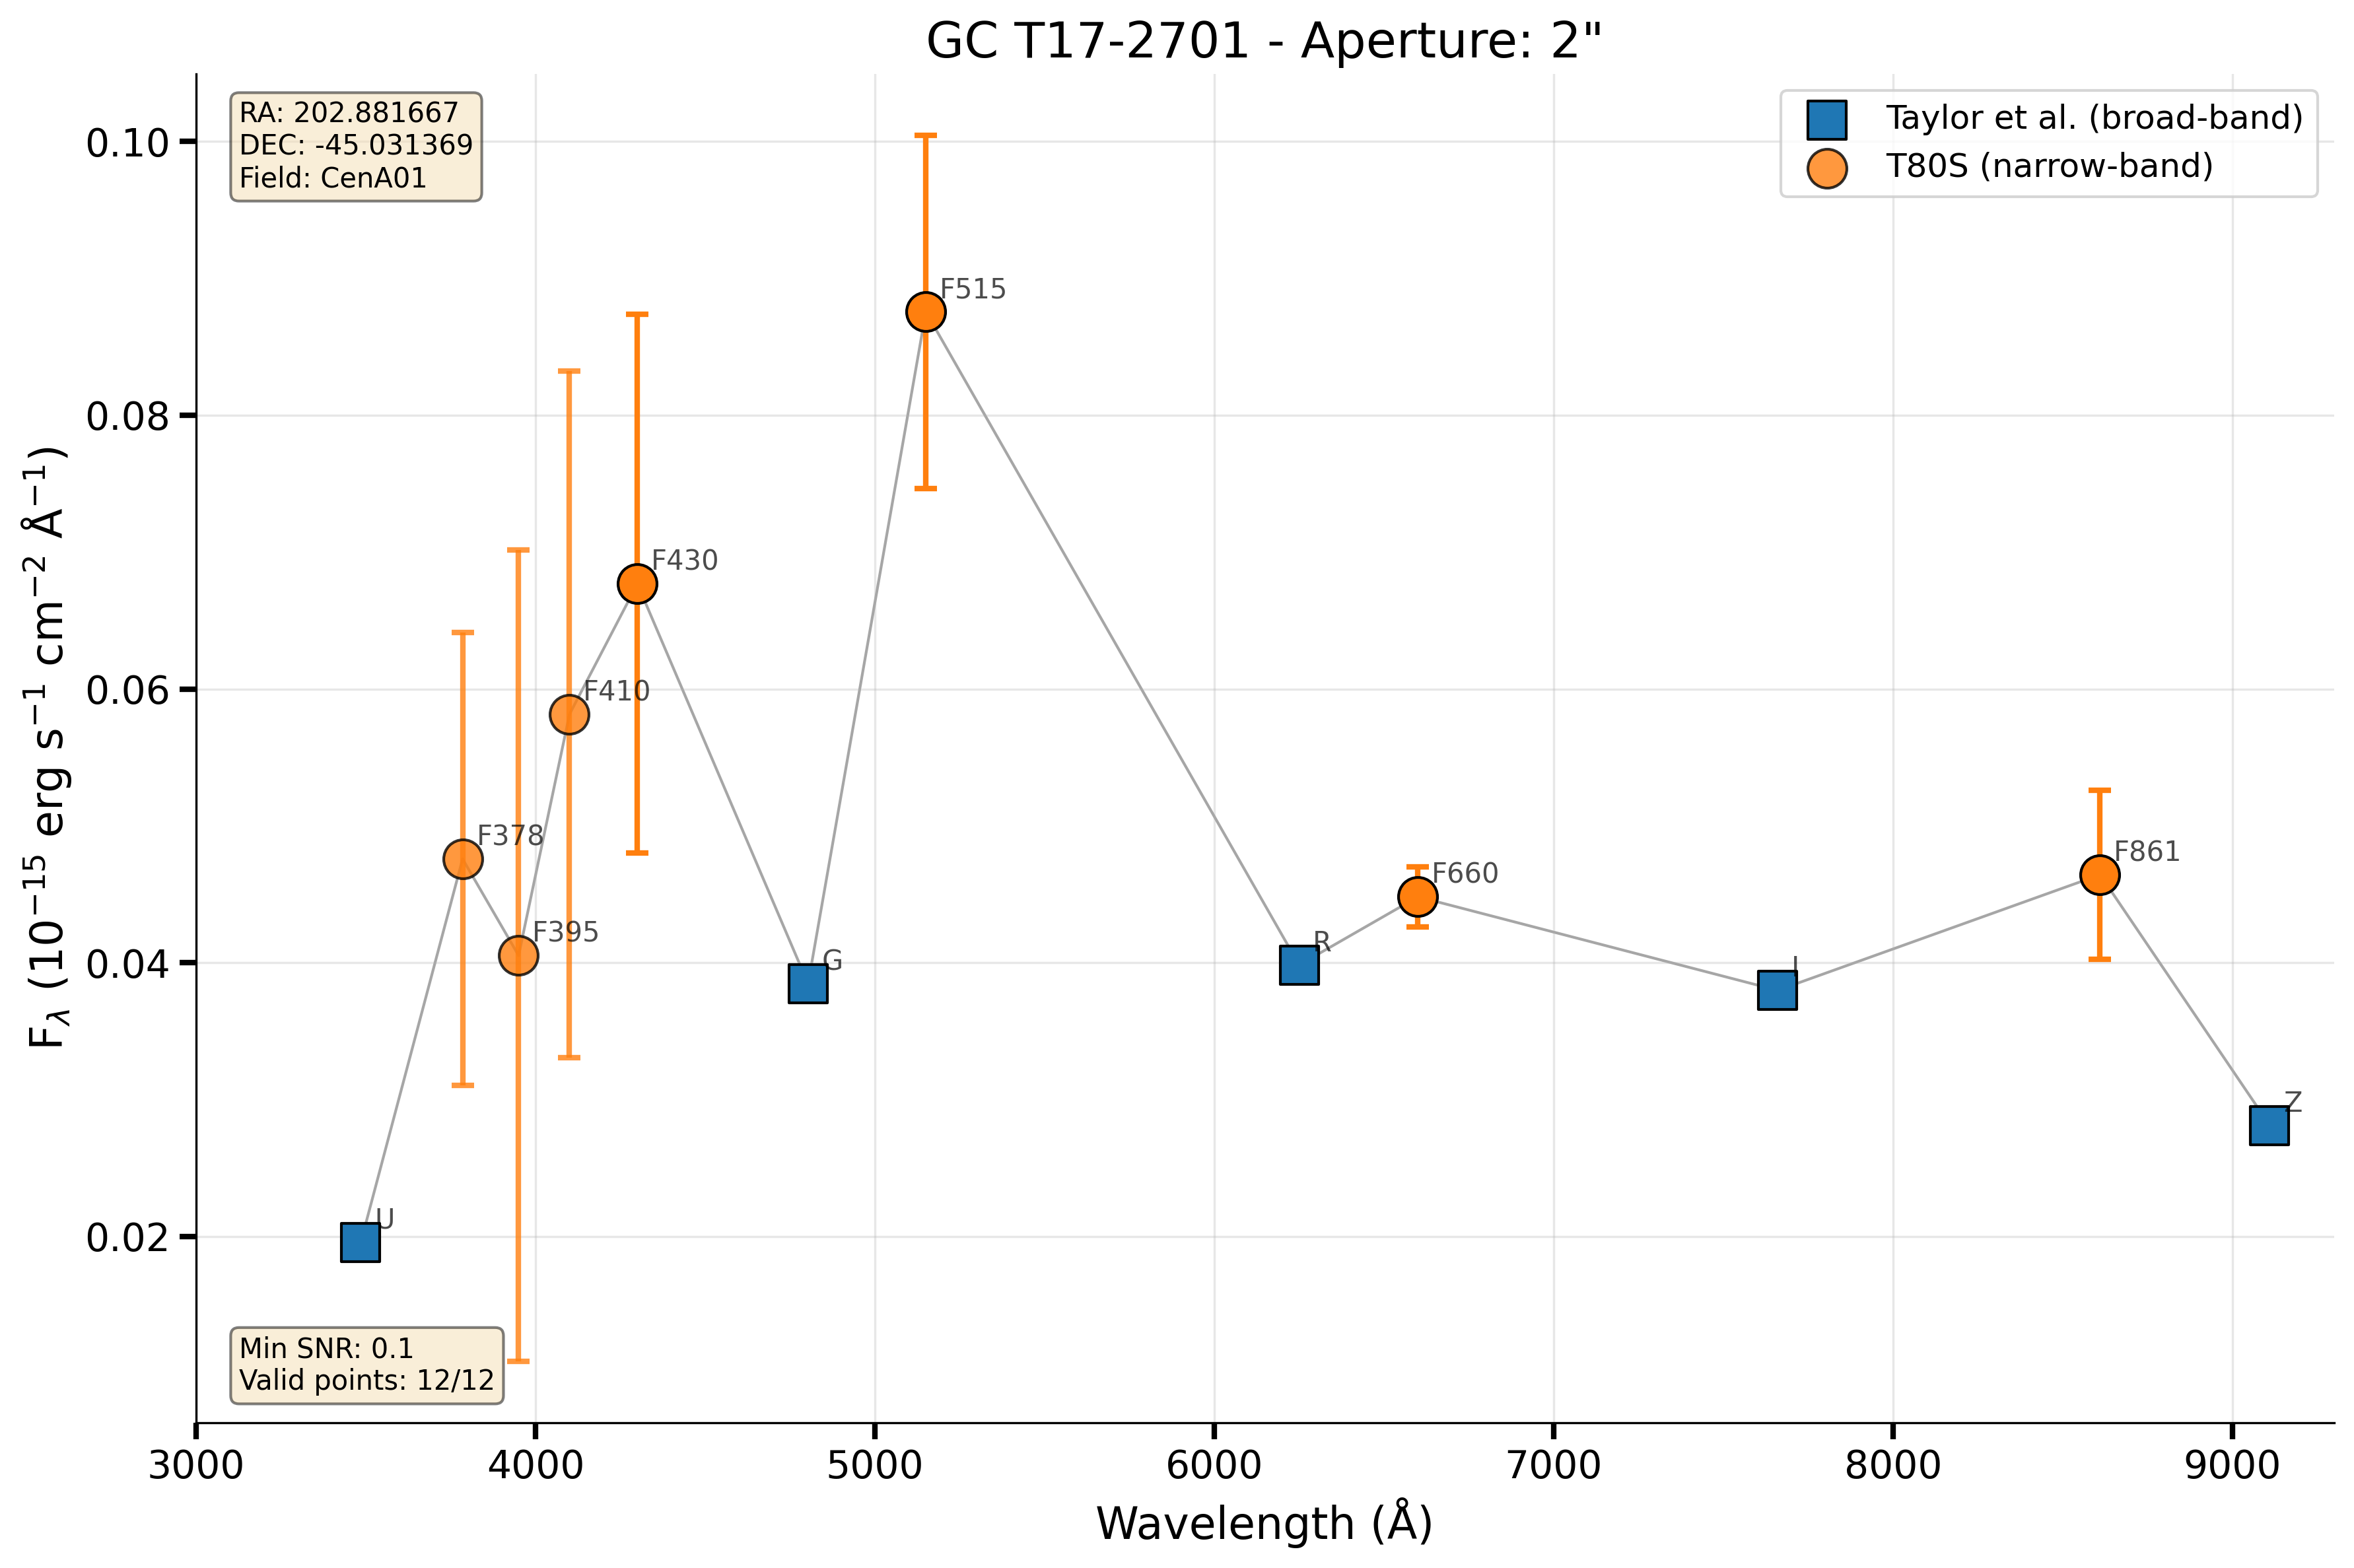 GC T17-2701 - Aperture: 2"
RA: 202.881667
DEC: -45.031369
Field: CenA01
Taylor et al. (broad-band)
T80S (narrow-band)
0.10
0.08
0.06
0.04
0.02
F$_{\lambda}$ (10$^{-15}$ erg s$^{-1}$ cm$^{-2}$ Å$^{-1}$)
U
F378
F395
F410
F430
G
F515
R
F660
I
F861
Z
Min SNR: 0.1
Valid points: 12/12
3000
4000
5000
6000
7000
8000
9000
Wavelength (Å)